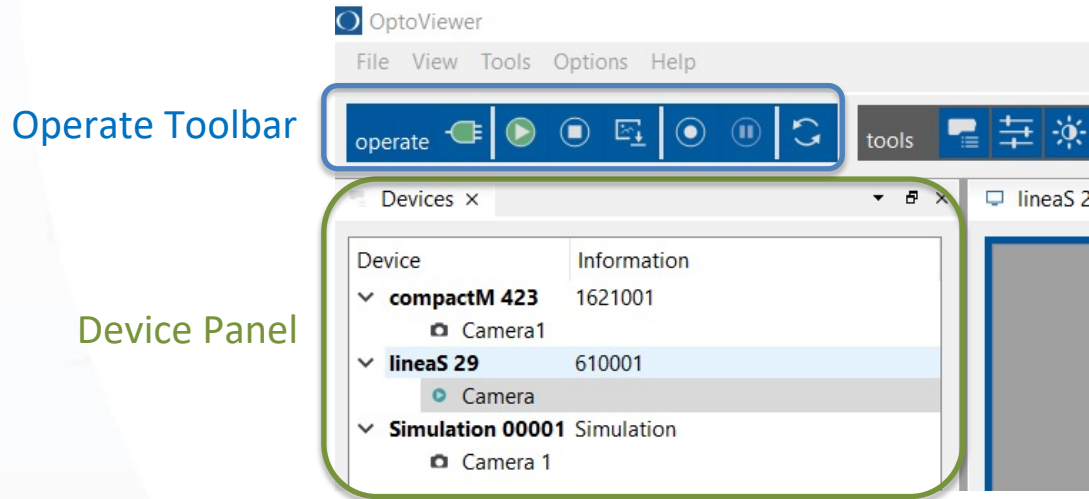 OptoViewer
File View Tools Options Help
Operate Toolbar
operate
tools
Devices
lineaS 2
Device Information
compactM 423 1621001
Camera1
Device Panel
lineaS 29 610001
Camera
Simulation 00001 Simulation
Camera 1